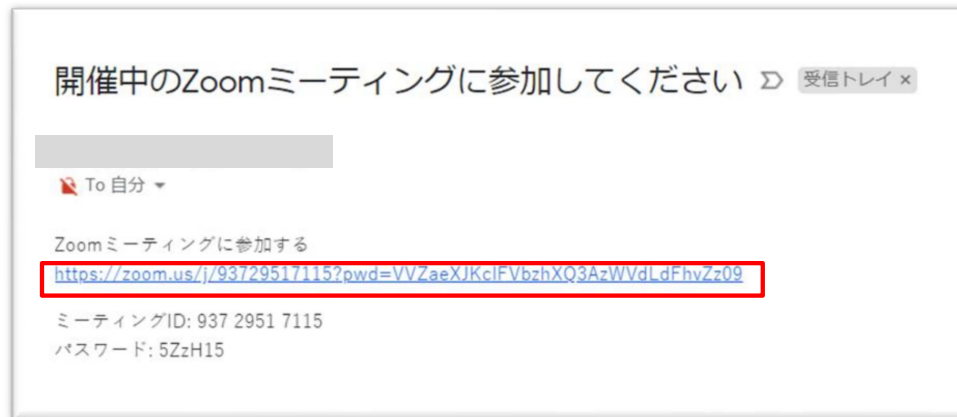 開催中のZoomミーティングに参加してください 受信トレイ ×
To 自分
Zoomミーティングに参加する
https://zoom.us/j/93729517115?pwd=VVZaeXJKclFVbzhXQ3AzWVdLdFhvZz09
ミーティングID: 937 2951 7115
パスワード: 5ZzH15